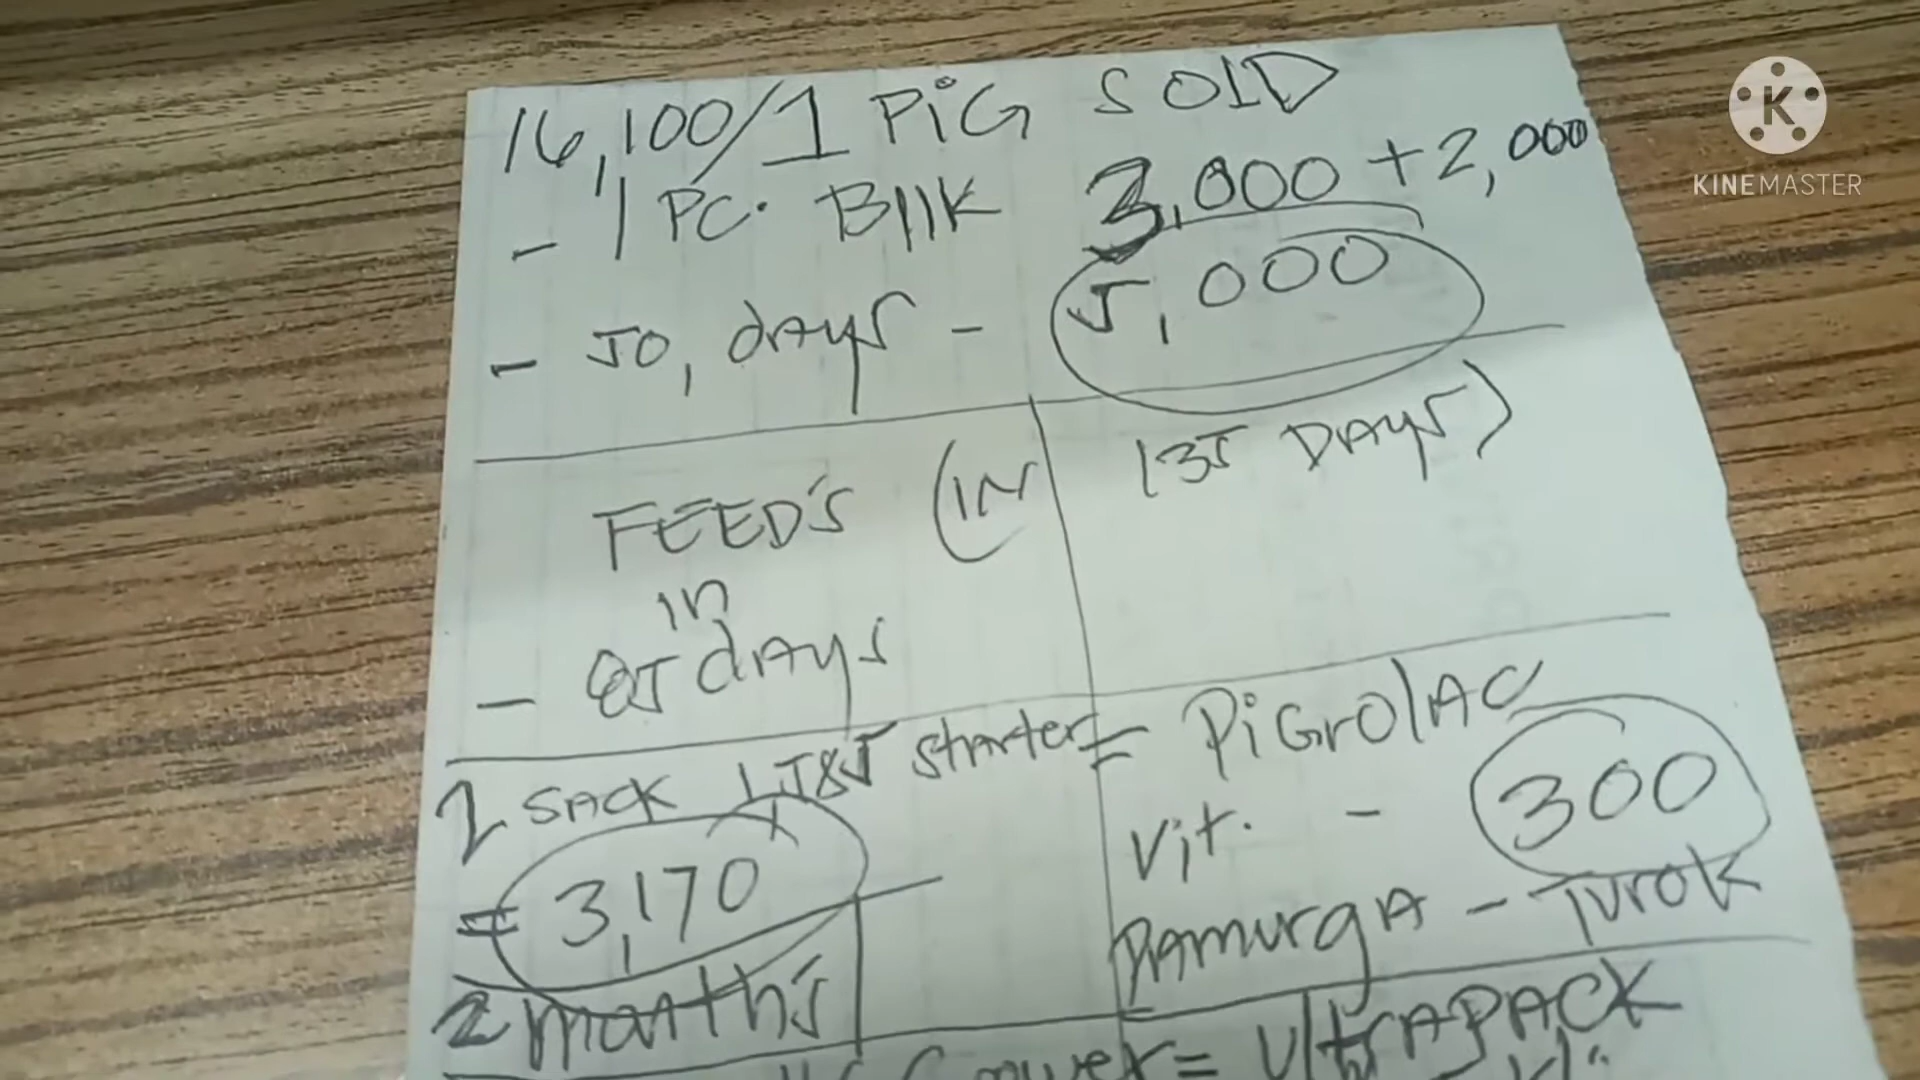 16,100/1 PiG SOLD
- 1 PC. BIIK 3,000 + 2,000
- 50, dAys - 5,000
FEED'S (IN 135 DAys)
in
- 85 days
2 SACK starter = PiGrolAC
= 3,170
Vit. - 300
PAmurgA - Turok
2 months
= UltrAPACK
K
KINEMASTER